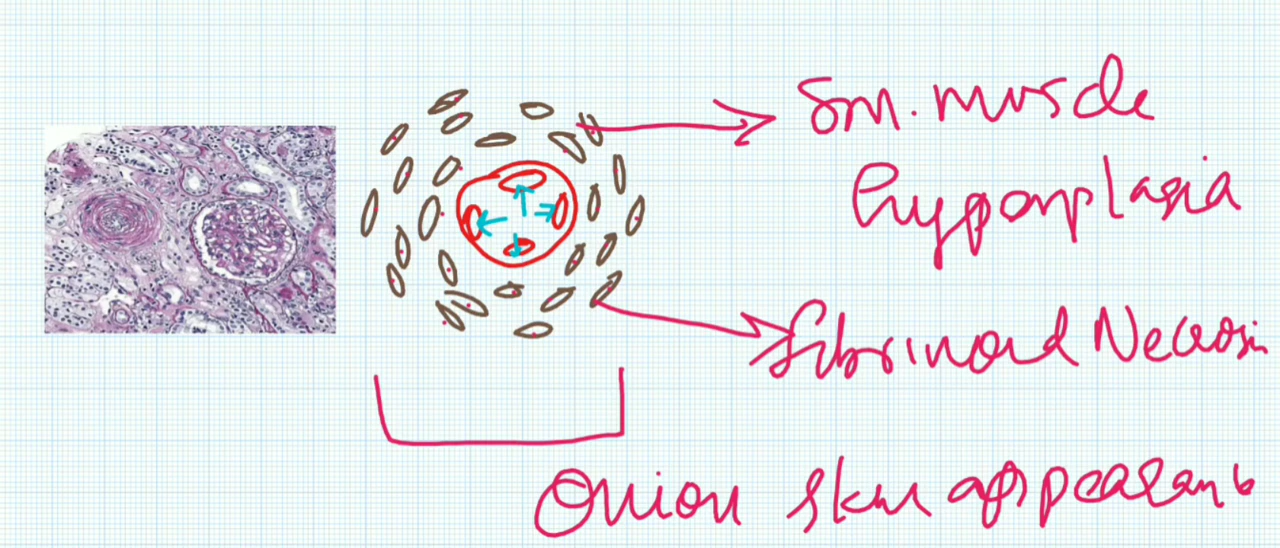 Sm. muscle
hyperplasia
fibrinoid Necrosis
Onion skin appearance